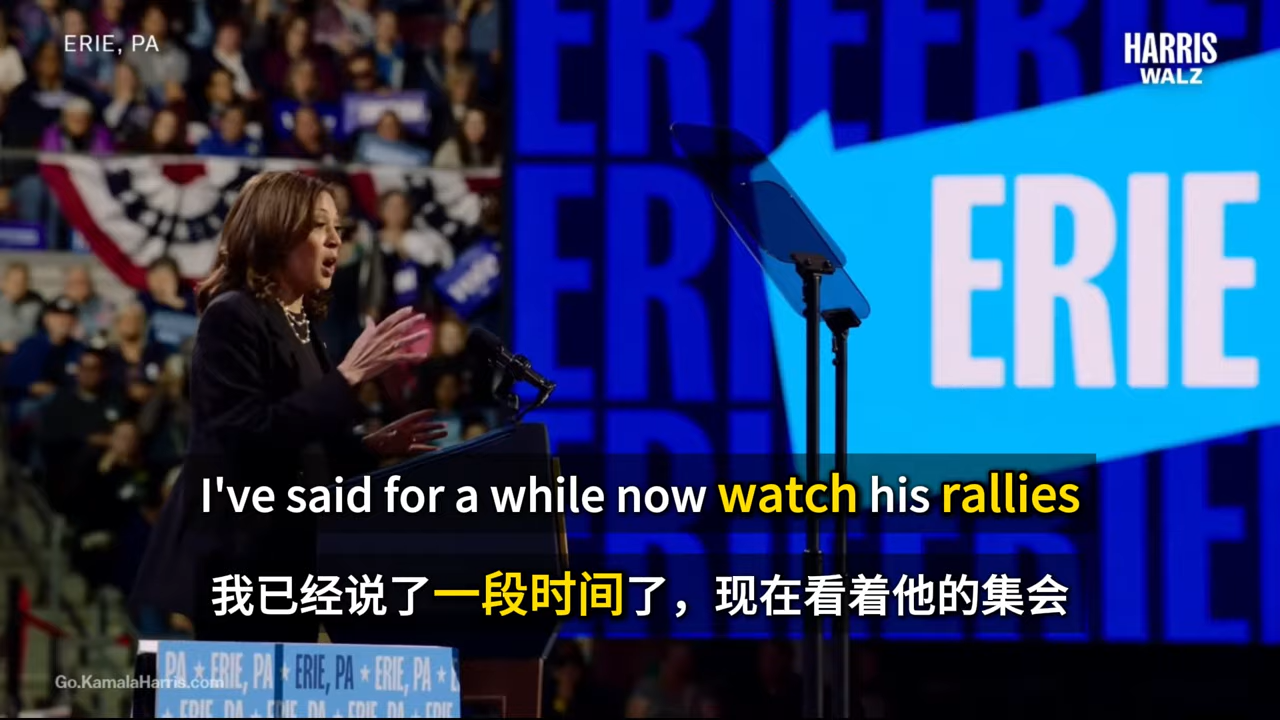 ERIE, PA
HARRIS
WALZ
ERIE
I've said for a while now watch his rallies
我已经说了一段时间了，现在看着他的集会
PA ★ ERIE, PA ★ ERIE, PA ★ ERIE, PA ★
Go.KamalaHarris.com